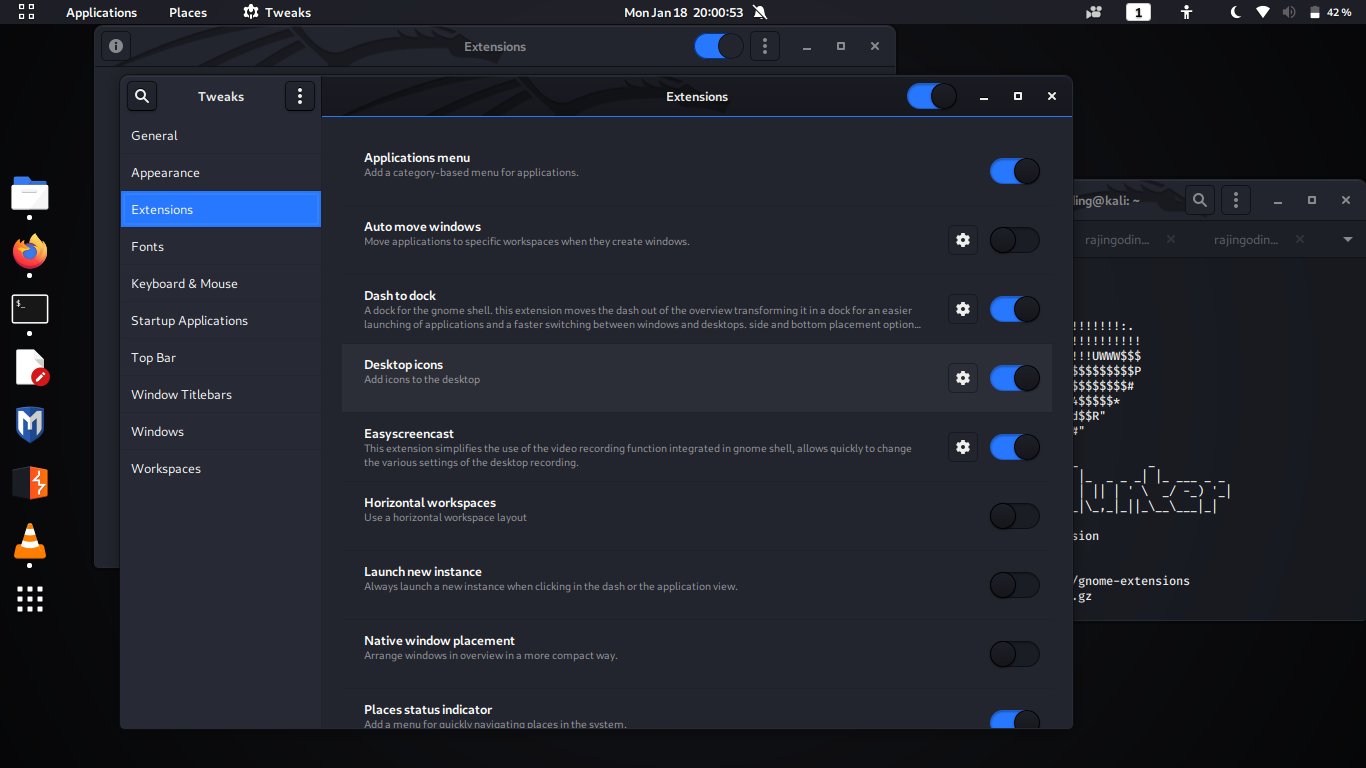 Applications Places Tweaks Mon Jan 18 20:00:53 1 42 %
Extensions
Tweaks
Extensions
General
Appearance
Extensions
Fonts
Keyboard & Mouse
Startup Applications
Top Bar
Window Titlebars
Windows
Workspaces
Applications menu
Add a category-based menu for applications.
Auto move windows
Move applications to specific workspaces when they create windows.
Dash to dock
A dock for the gnome shell. this extension moves the dash out of the overview transforming it in a dock for an easier
launching of applications and a faster switching between windows and desktops. side and bottom placement option...
Desktop icons
Add icons to the desktop
Easyscreencast
This extension simplifies the use of the video recording function integrated in gnome shell, allows quickly to change
the various settings of the desktop recording.
Horizontal workspaces
Use a horizontal workspace layout
Launch new instance
Always launch a new instance when clicking in the dash or the application view.
Native window placement
Arrange windows in overview in a more compact way.
Places status indicator
Add a menu for quickly navigating places in the system.
ding@kali: ~
rajingodin... rajingodin...
sion
/gnome-extensions
.gz